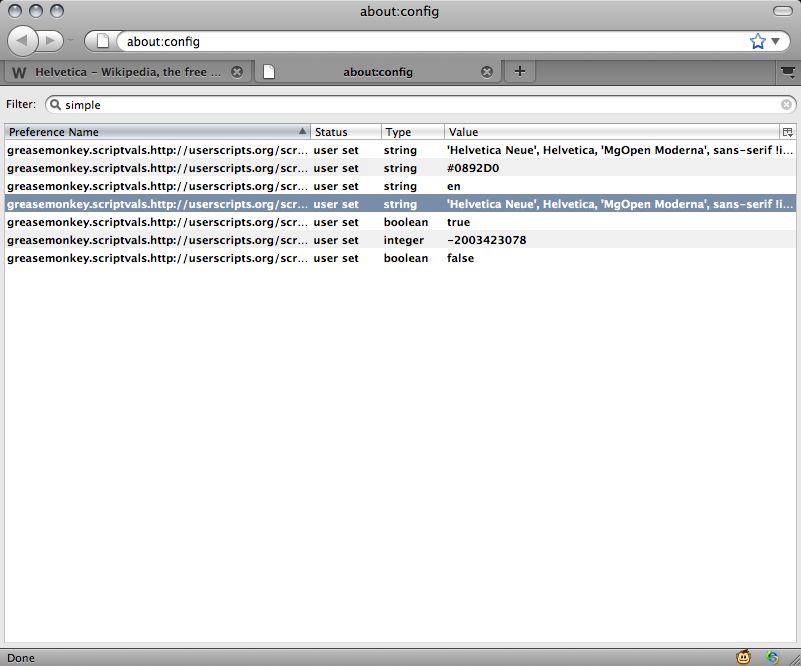 about:config
about:config
W Helvetica – Wikipedia, the free ... about:config +
Filter: simple
Preference Name Status Type Value
greasemonkey.scriptvals.http://userscripts.org/scr... user set string 'Helvetica Neue', Helvetica, 'MgOpen Moderna', sans-serif !i...
greasemonkey.scriptvals.http://userscripts.org/scr... user set string #0892D0
greasemonkey.scriptvals.http://userscripts.org/scr... user set string en
greasemonkey.scriptvals.http://userscripts.org/scr... user set string 'Helvetica Neue', Helvetica, 'MgOpen Moderna', sans-serif !i...
greasemonkey.scriptvals.http://userscripts.org/scr... user set boolean true
greasemonkey.scriptvals.http://userscripts.org/scr... user set integer -2003423078
greasemonkey.scriptvals.http://userscripts.org/scr... user set boolean false
Done